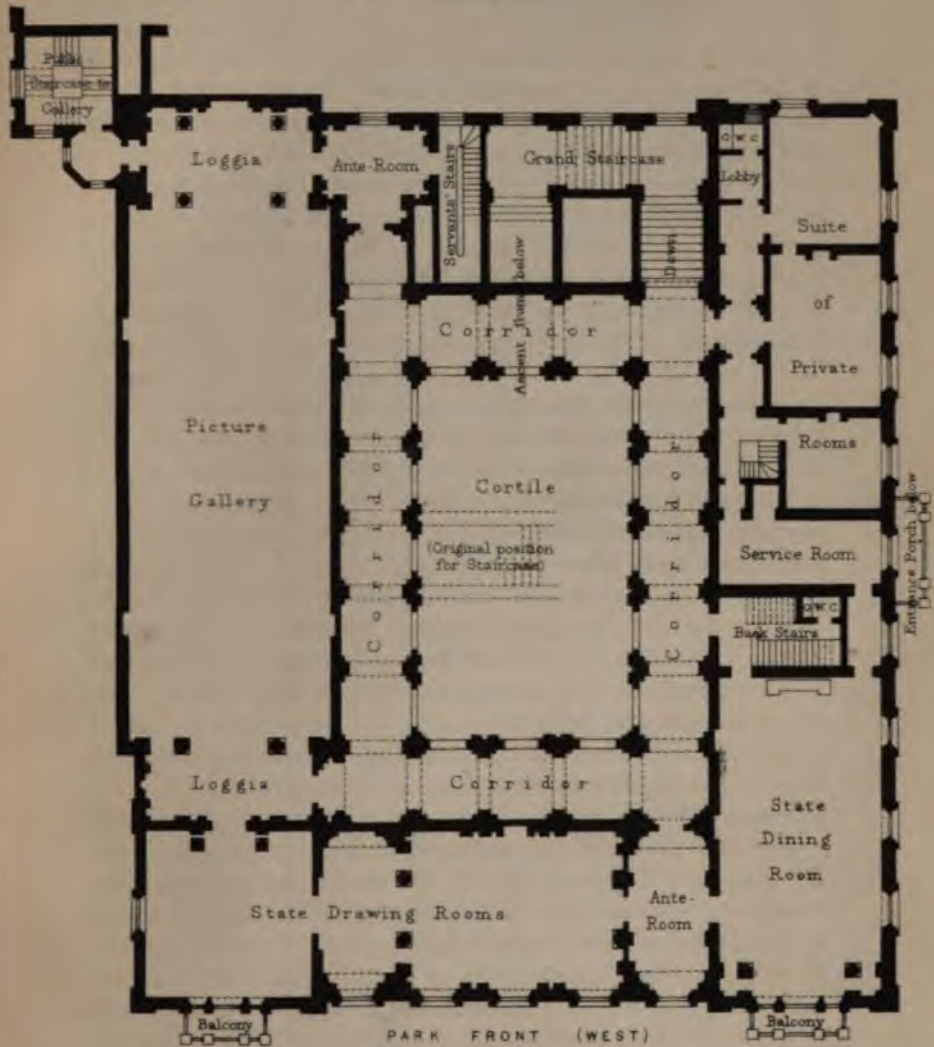 Public
Staircase to
Gallery
Loggia
Ante-Room
Servants' Stairs
Grand Staircase
Ascent from below
Down
W.C.
Lobby
Suite
of
Private
Rooms
Corridor
Picture
Gallery
Corridor
Cortile
(Original position
for Staircase)
Corridor
Service Room
Entrance Porch below
W.C.
Back Stairs
Loggia
Corridor
State
Dining
Room
State Drawing Rooms
Ante-
Room
Balcony
Balcony
PARK FRONT (WEST)